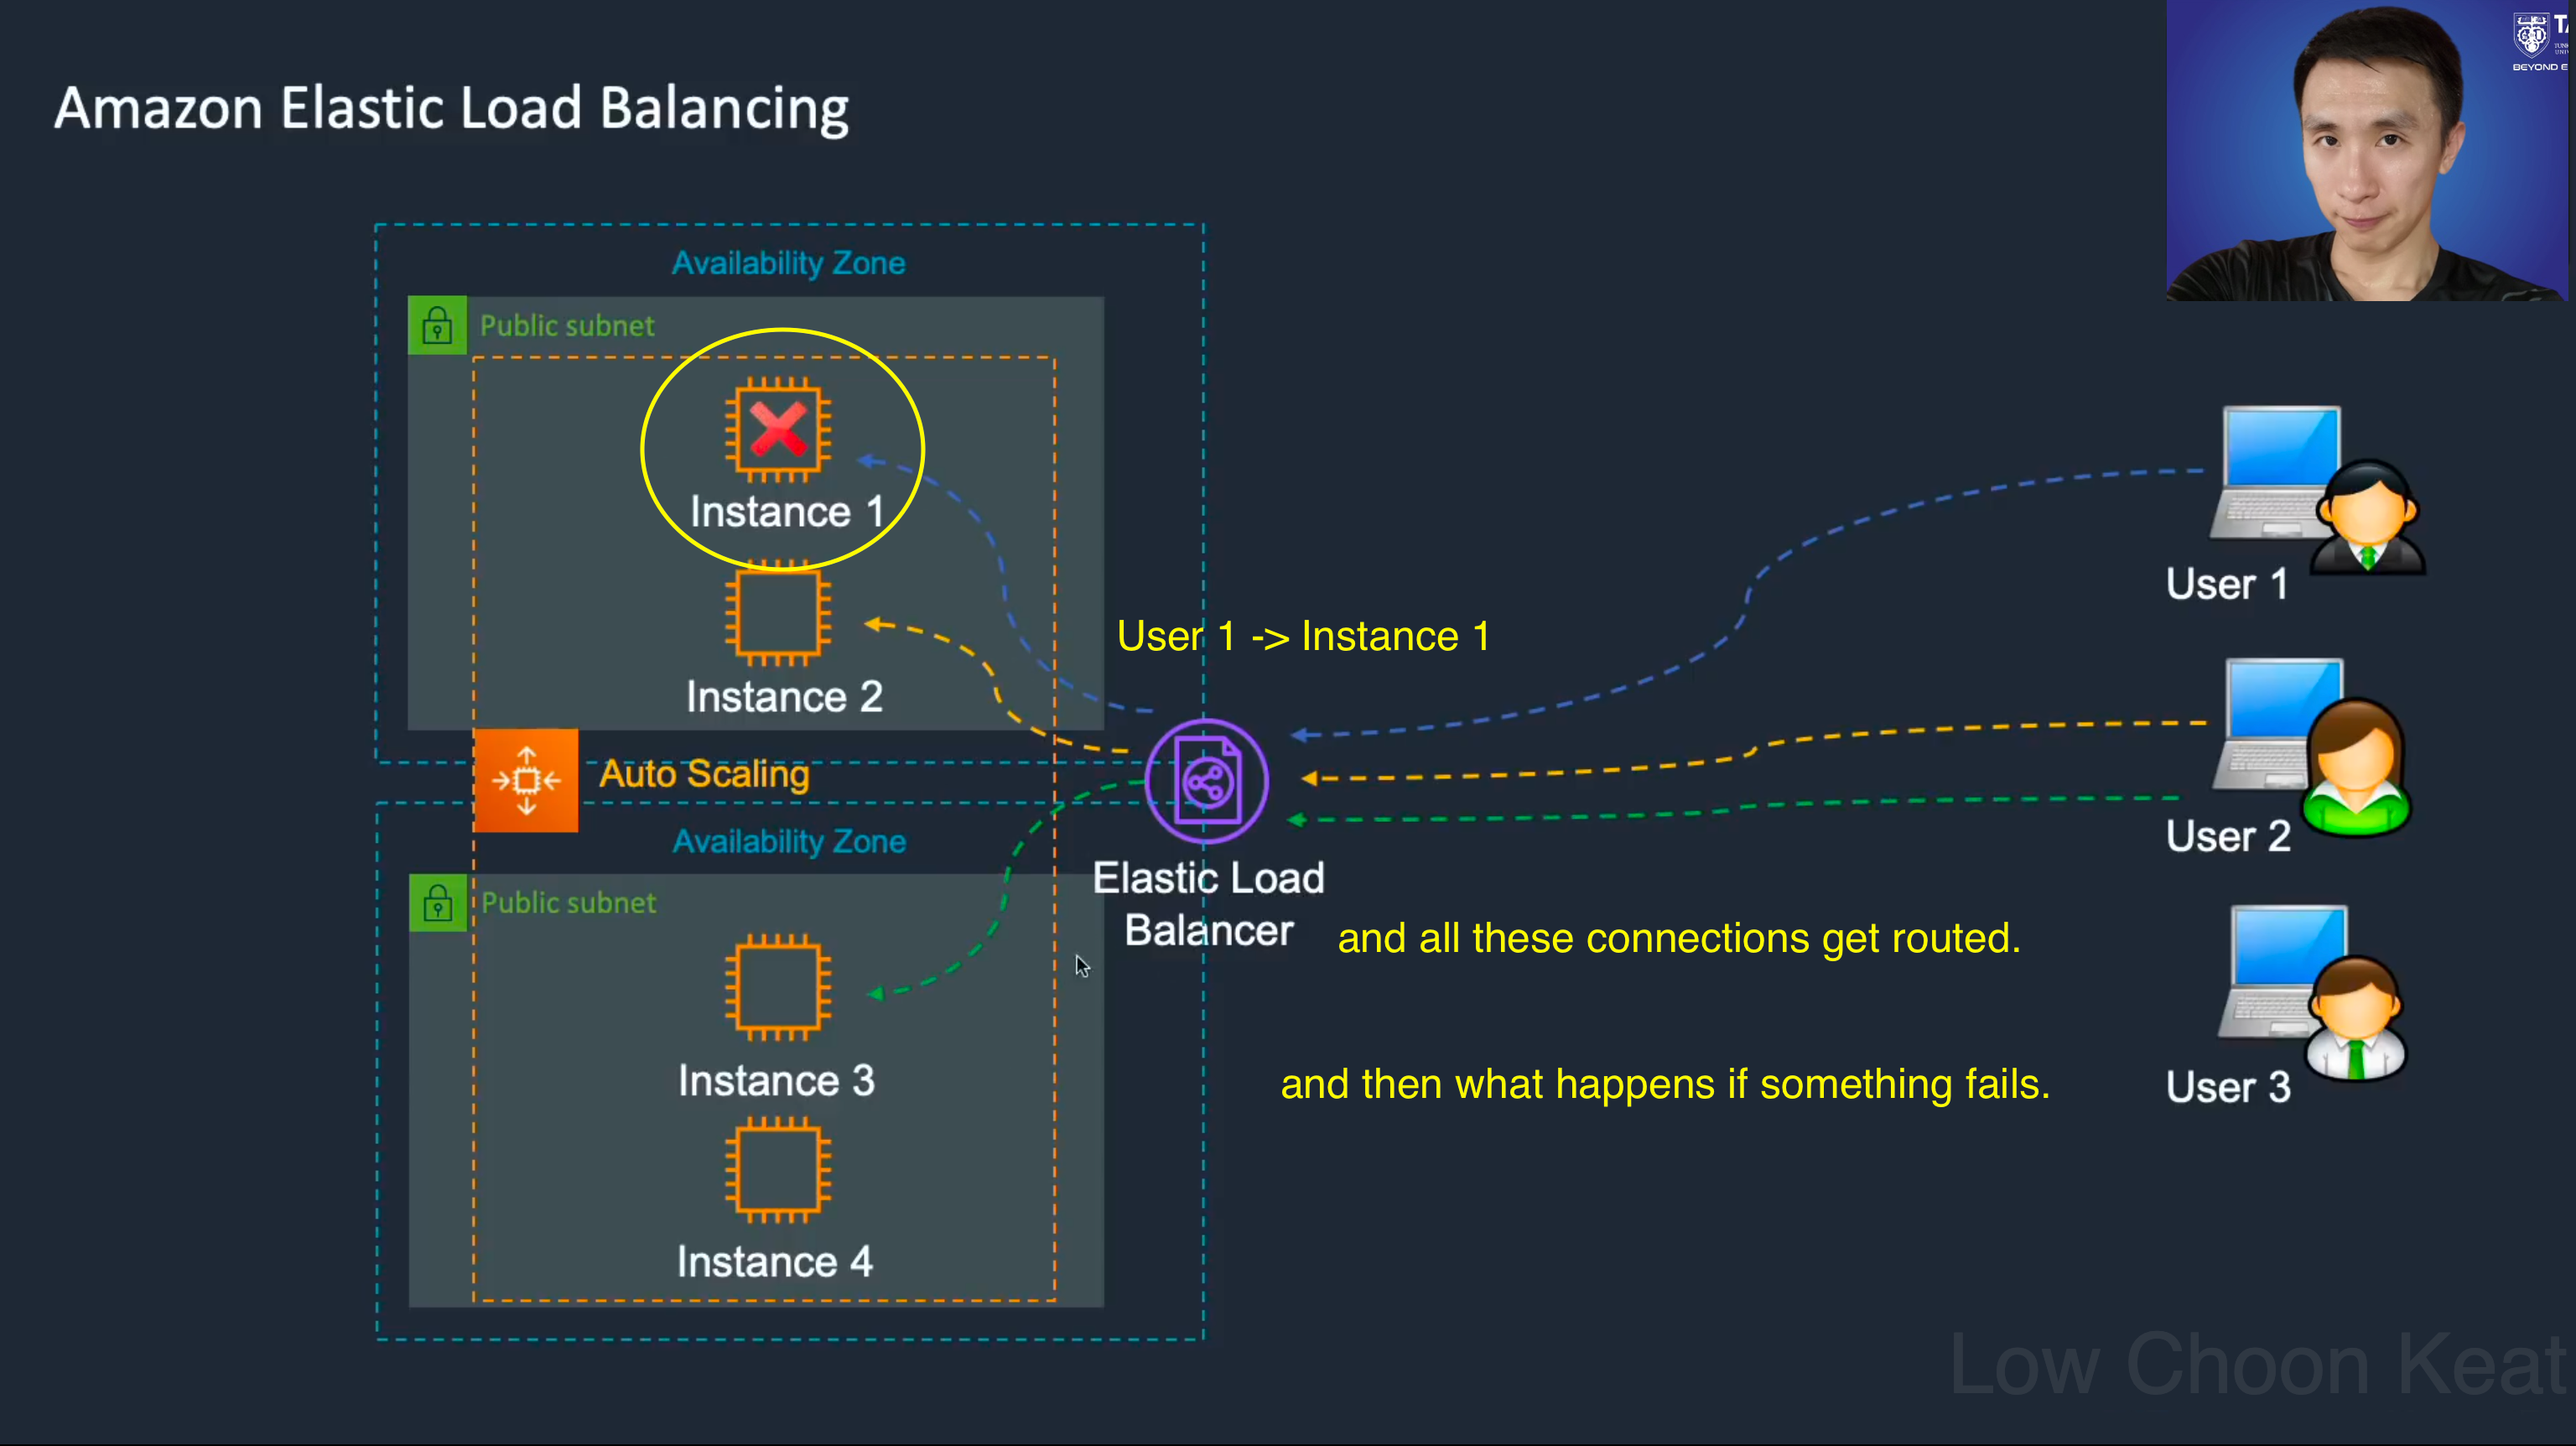 Amazon Elastic Load Balancing
BEYOND E
Availability Zone
Public subnet
Instance 1
User 1
User 1 -> Instance 1
Instance 2
User 2
Auto Scaling
Availability Zone
Elastic Load
Balancer
Public subnet
and all these connections get routed.
Instance 3
and then what happens if something fails.
User 3
Instance 4
Low Choon Keat